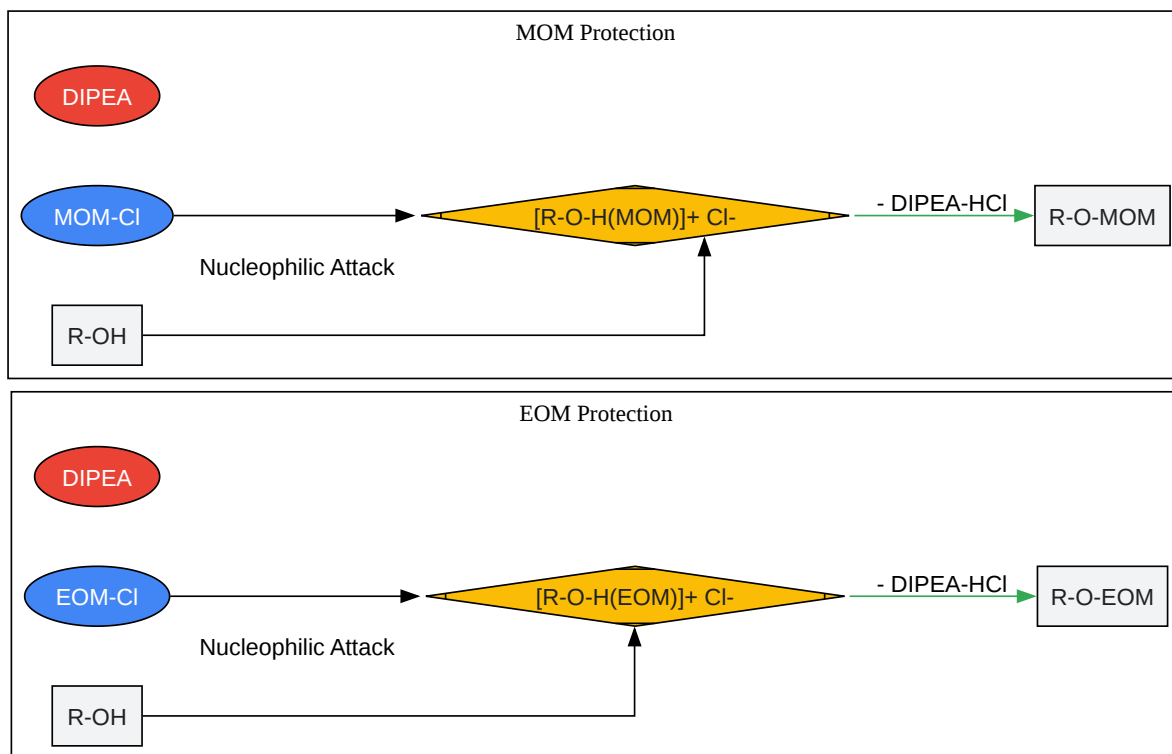 MOM Protection
DIPEA
MOM-Cl
[R-O-H(MOM)]+ Cl-
- DIPEA-HCl
R-O-MOM
Nucleophilic Attack
R-OH
EOM Protection
DIPEA
EOM-Cl
[R-O-H(EOM)]+ Cl-
- DIPEA-HCl
R-O-EOM
Nucleophilic Attack
R-OH